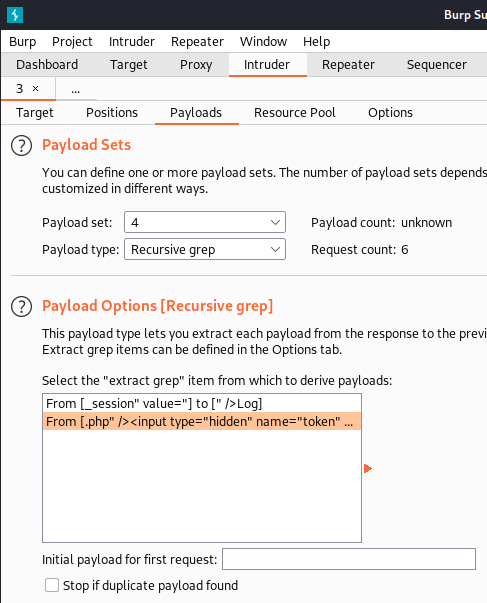 Burp Su
Burp Project Intruder Repeater Window Help
Dashboard Target Proxy Intruder Repeater Sequencer
3 × ...
Target Positions Payloads Resource Pool Options
? Payload Sets
You can define one or more payload sets. The number of payload sets depends
customized in different ways.
Payload set: 4 Payload count: unknown
Payload type: Recursive grep Request count: 6
? Payload Options [Recursive grep]
This payload type lets you extract each payload from the response to the previ
Extract grep items can be defined in the Options tab.
Select the "extract grep" item from which to derive payloads:
From [_session" value="] to [" />Log]
From [.php" /><input type="hidden" name="token" ...
Initial payload for first request:
Stop if duplicate payload found